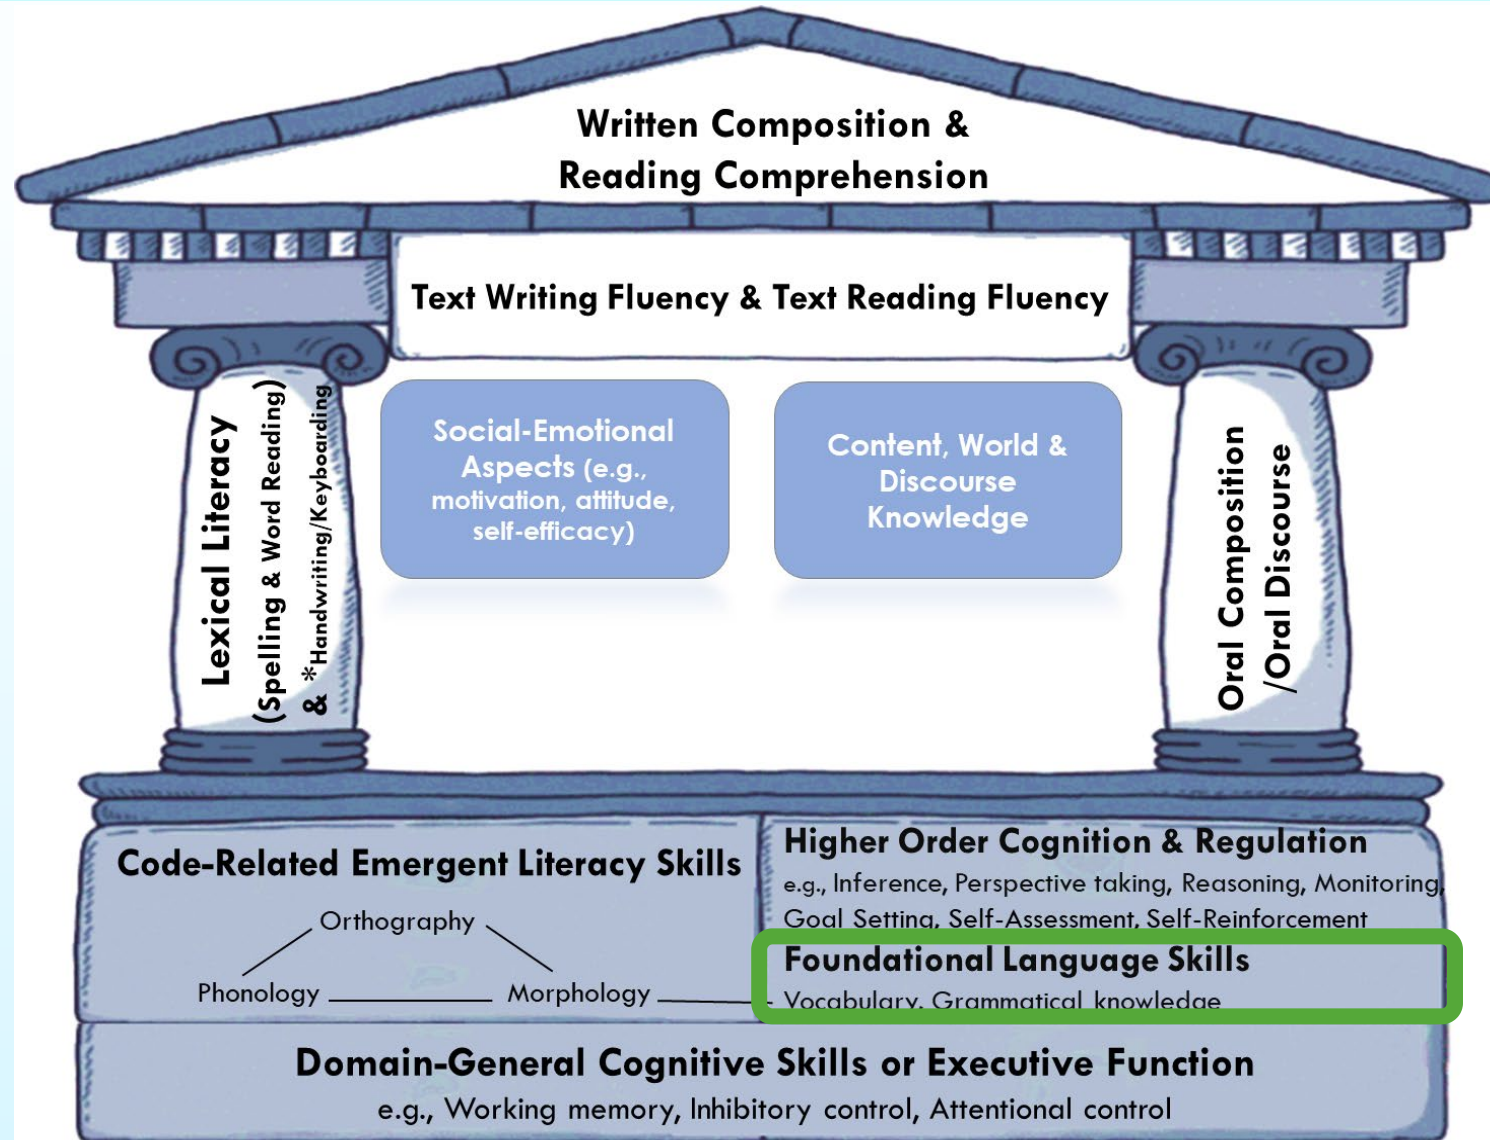 Written Composition &
Reading Comprehension
Text Writing Fluency & Text Reading Fluency
Lexical Literacy
(Spelling & Word Reading)
& *Handwriting/Keyboarding
Social-Emotional
Aspects (e.g.,
motivation, attitude,
self-efficacy)
Content, World &
Discourse
Knowledge
Oral Composition
/Oral Discourse
Code-Related Emergent Literacy Skills
Orthography
Phonology
Morphology
Higher Order Cognition & Regulation
e.g., Inference, Perspective taking, Reasoning, Monitoring,
Goal Setting, Self-Assessment, Self-Reinforcement
Foundational Language Skills
Vocabulary, Grammatical knowledge
Domain-General Cognitive Skills or Executive Function
e.g., Working memory, Inhibitory control, Attentional control